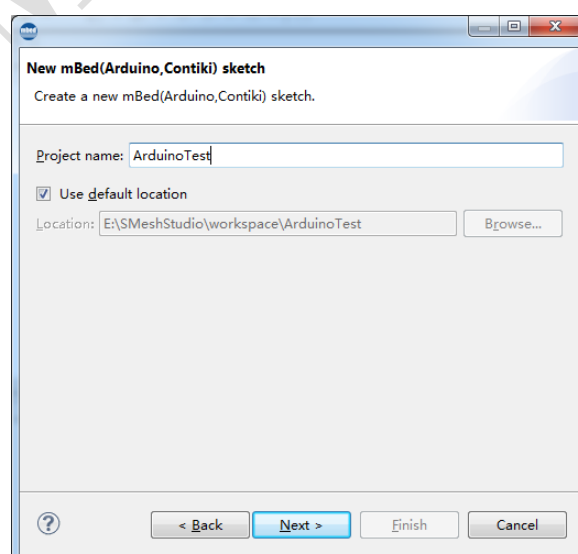 mbed
New mBed(Arduino,Contiki) sketch
Create a new mBed(Arduino,Contiki) sketch.
Project name: ArduinoTest
Use default location
Location: E:\SMeshStudio\workspace\ArduinoTest Browse...
? < Back Next > Finish Cancel